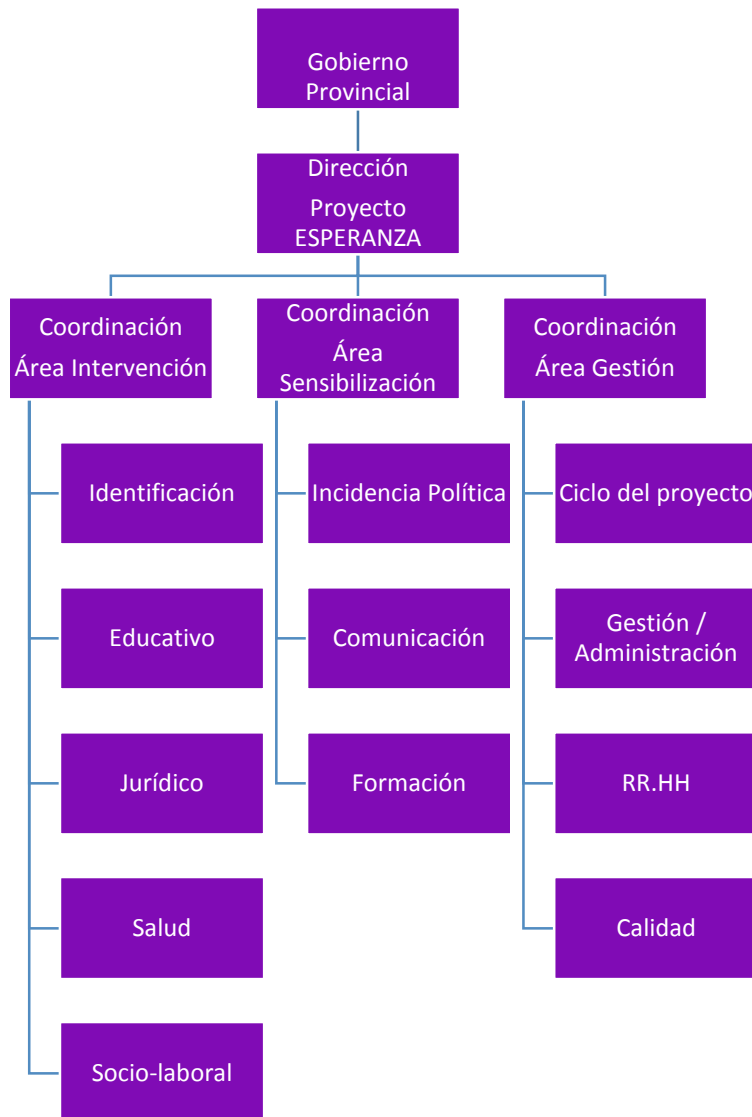 Gobierno
Provincial
Dirección
Proyecto
ESPERANZA
Coordinación
Área Intervención
Coordinación
Área
Sensibilización
Coordinación
Área Gestión
Identificación
Educativo
Jurídico
Salud
Socio-laboral
Incidencia Política
Comunicación
Formación
Ciclo del proyecto
Gestión /
Administración
RR.HH
Calidad